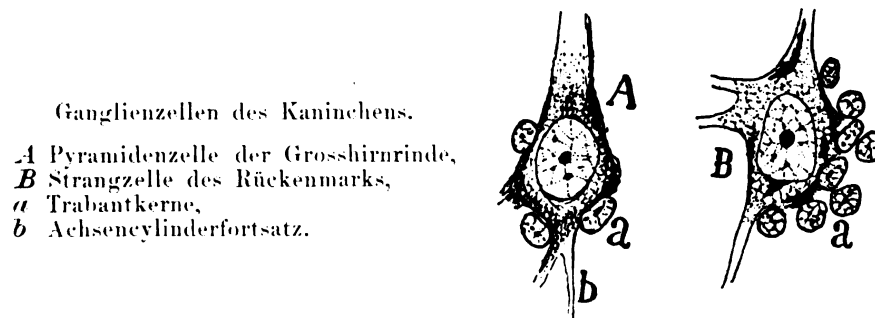 Ganglienzellen des Kaninchens.
A Pyramidenzelle der Grosshirnrinde,
B Strangzelle des Rückenmarks,
a Trabantkerne,
b Achsencylinderfortsatz.
A
B
a
a
b